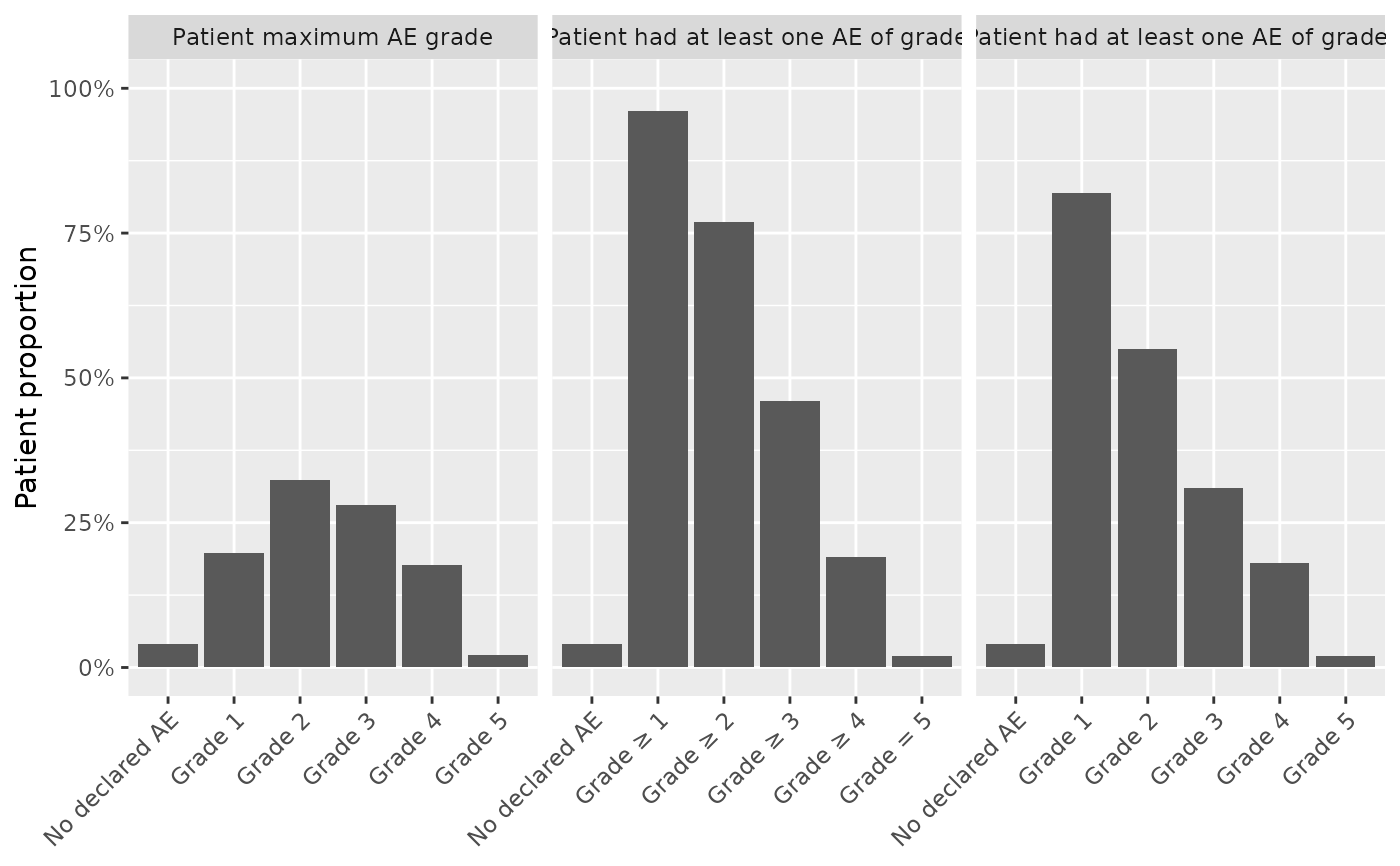 Patient maximum AE grade
Patient had at least one AE of grade
Patient had at least one AE of grade
Patient proportion
100%
75%
50%
25%
0%
No declared AE
Grade 1
Grade 2
Grade 3
Grade 4
Grade 5
No declared AE
Grade ≥ 1
Grade ≥ 2
Grade ≥ 3
Grade ≥ 4
Grade = 5
No declared AE
Grade 1
Grade 2
Grade 3
Grade 4
Grade 5